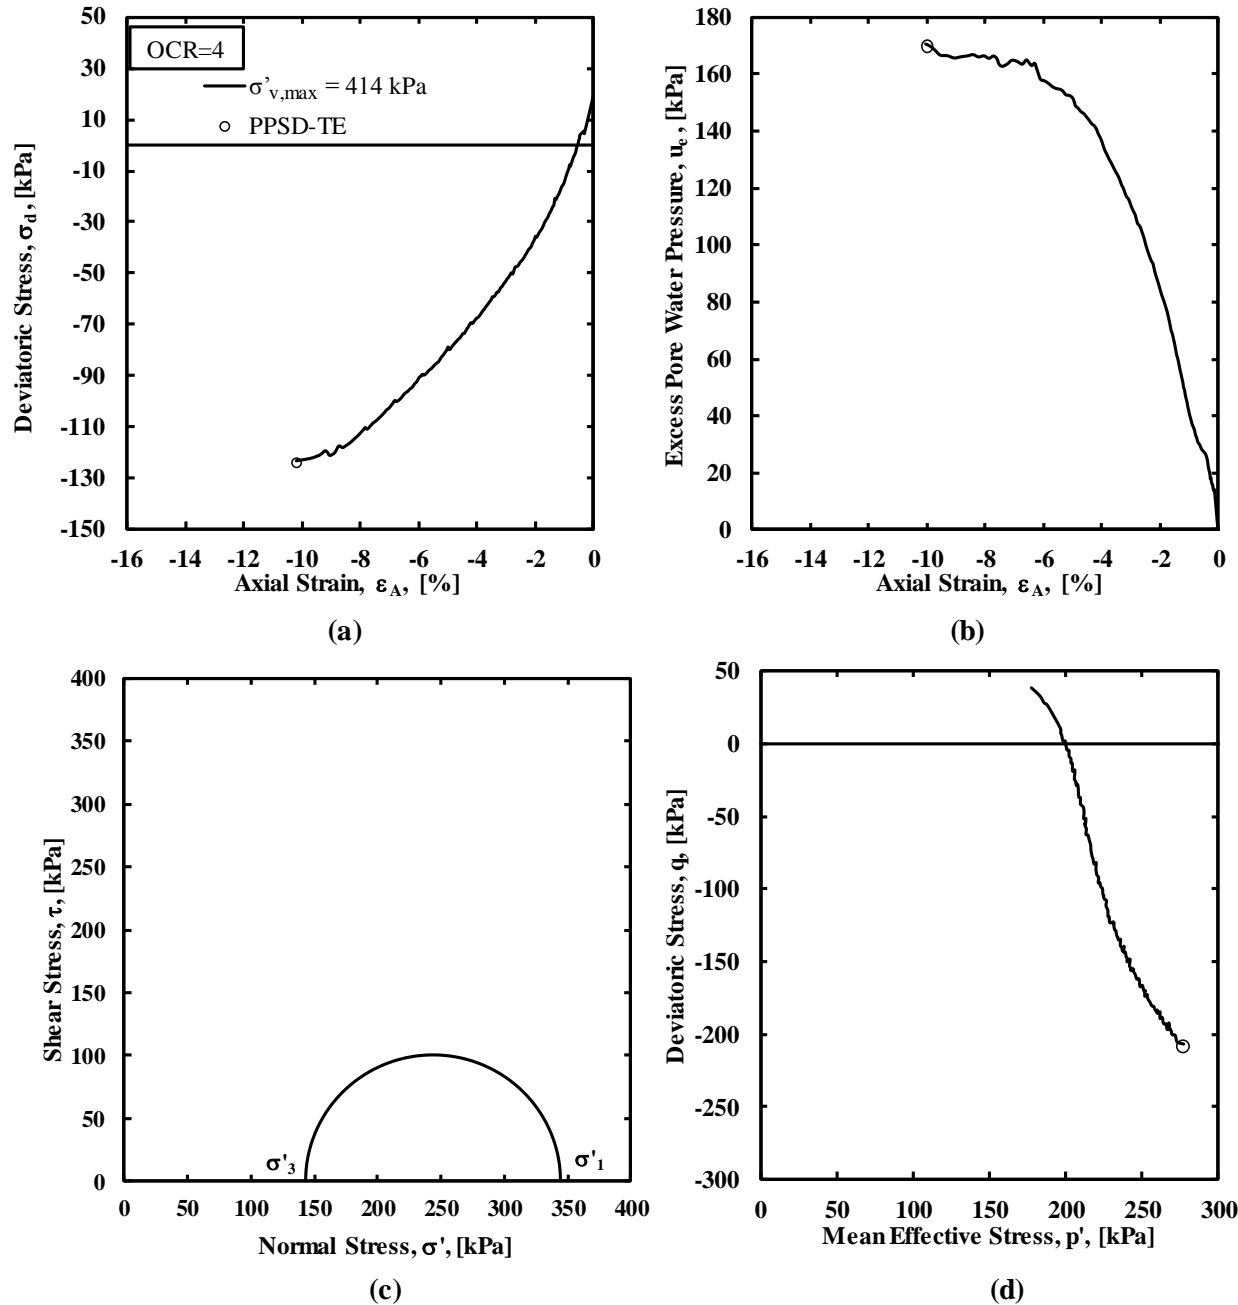 50
30
10
-10
-30
-50
-70
-90
-110
-130
-150
Deviatoric Stress, σd, [kPa]
OCR=4
σ'v,max = 414 kPa
PPSD-TE
-16 -14 -12 -10 -8 -6 -4 -2 0
Axial Strain, εA, [%]
(a)
180
160
140
120
100
80
60
40
20
0
Excess Pore Water Pressure, ue, [kPa]
-16 -14 -12 -10 -8 -6 -4 -2 0
Axial Strain, εA, [%]
(b)
400
350
300
250
200
150
100
50
0
Shear Stress, τ, [kPa]
σ'3 σ'1
0 50 100 150 200 250 300 350 400
Normal Stress, σ', [kPa]
(c)
50
0
-50
-100
-150
-200
-250
-300
Deviatoric Stress, q, [kPa]
0 50 100 150 200 250 300
Mean Effective Stress, p', [kPa]
(d)